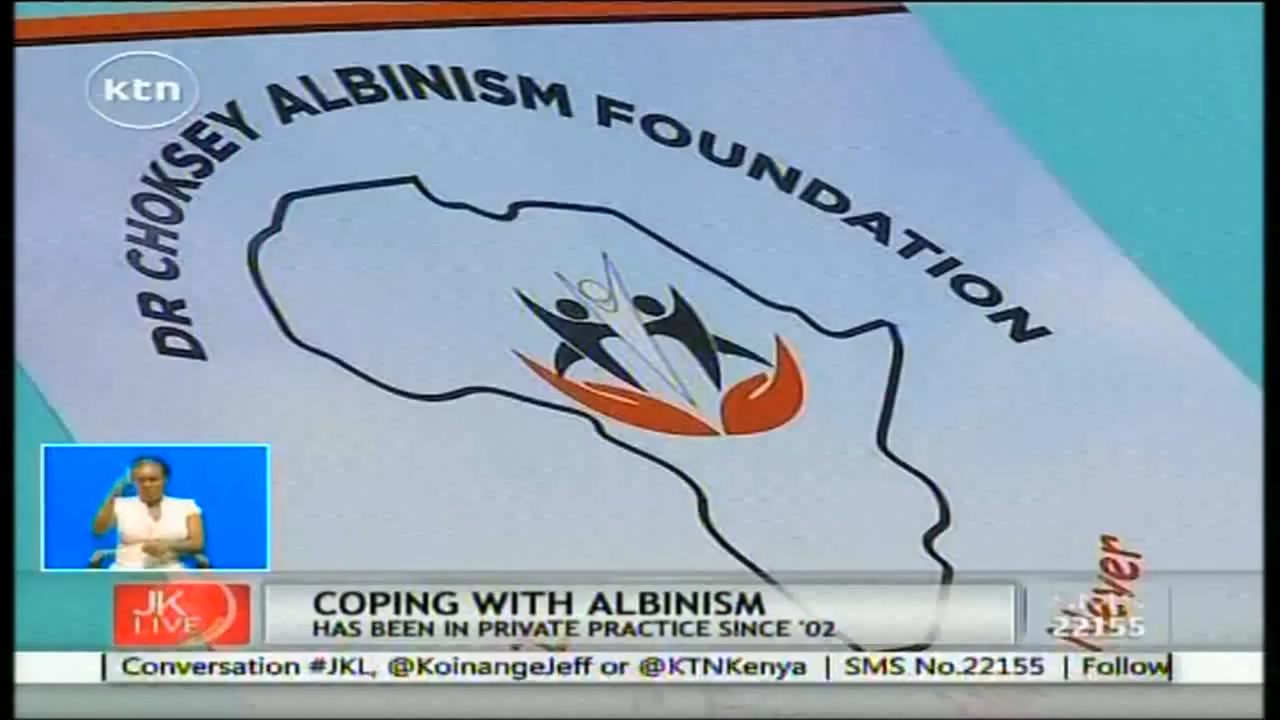 ktn
DR CHOKSEY ALBINISM FOUNDATION
Never
JK
LIVE
COPING WITH ALBINISM
HAS BEEN IN PRIVATE PRACTICE SINCE '02
22155
Conversation #JKL, @KoinangeJeff or @KTNKenya | SMS No.22155 | Follow